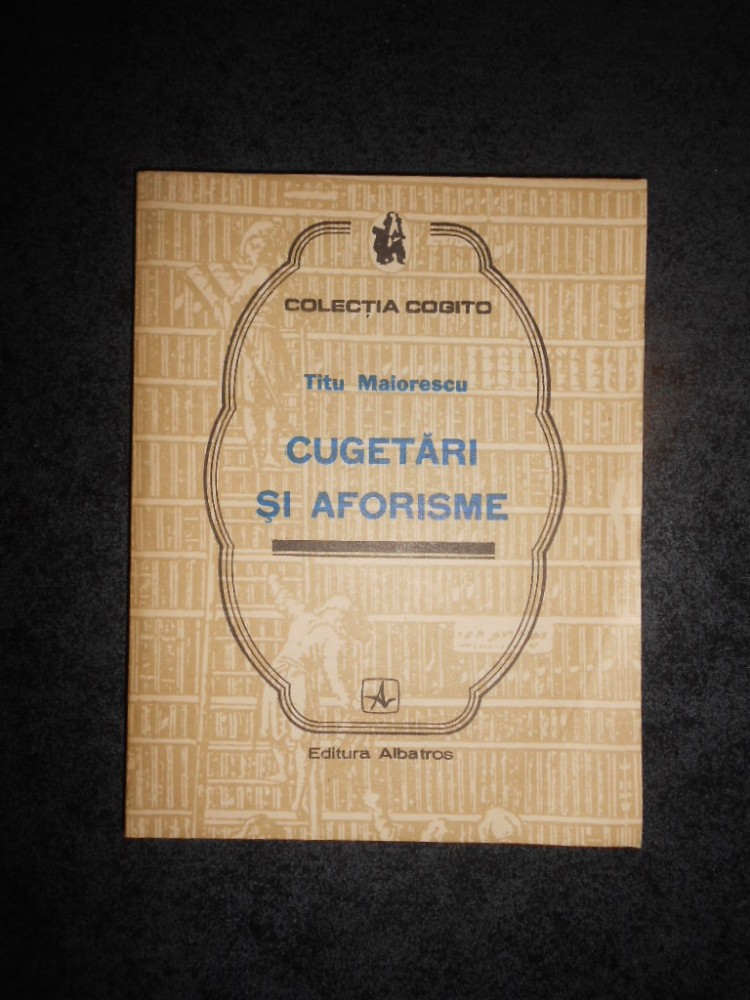 COLECȚIA COGITO
Titu Maiorescu
CUGETĂRI
ȘI AFORISME
Editura Albatros